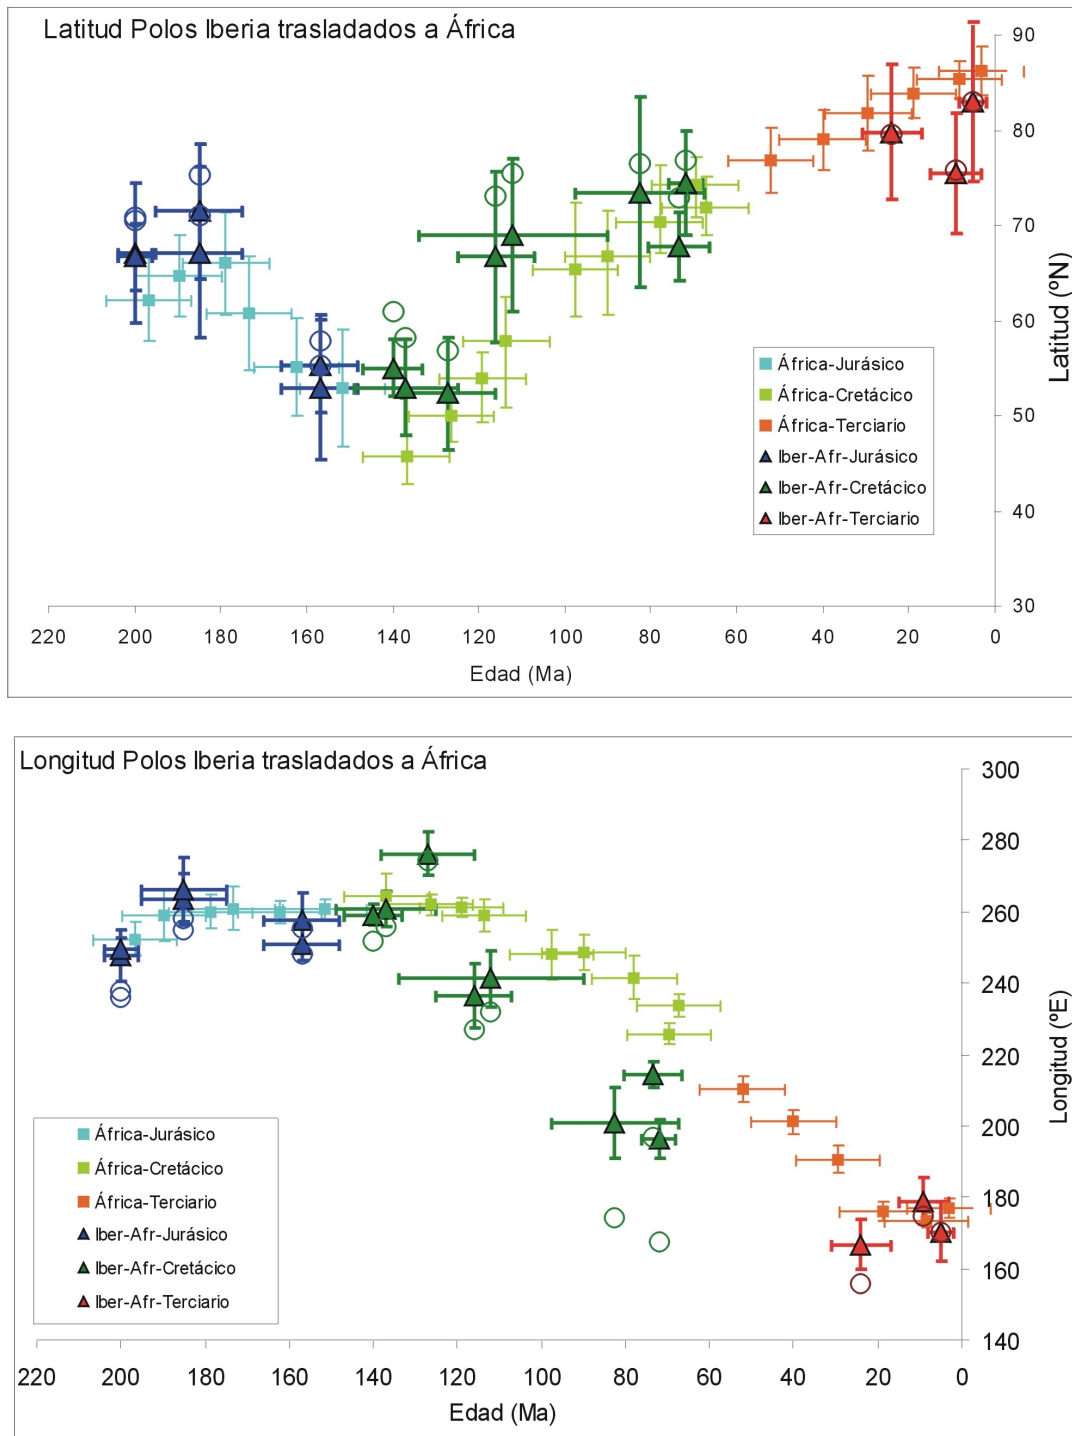 Latitud Polos Iberia trasladados a África
90
80
70
60
50
40
30
Latitud (ºN)
África-Jurásico
África-Cretácico
África-Terciario
Iber-Afr-Jurásico
Iber-Afr-Cretácico
Iber-Afr-Terciario
220 200 180 160 140 120 100 80 60 40 20 0
Edad (Ma)
Longitud Polos Iberia trasladados a África
300
280
260
240
220
200
180
160
140
Longitud (ºE)
África-Jurásico
África-Cretácico
África-Terciario
Iber-Afr-Jurásico
Iber-Afr-Cretácico
Iber-Afr-Terciario
220 200 180 160 140 120 100 80 60 40 20 0
Edad (Ma)